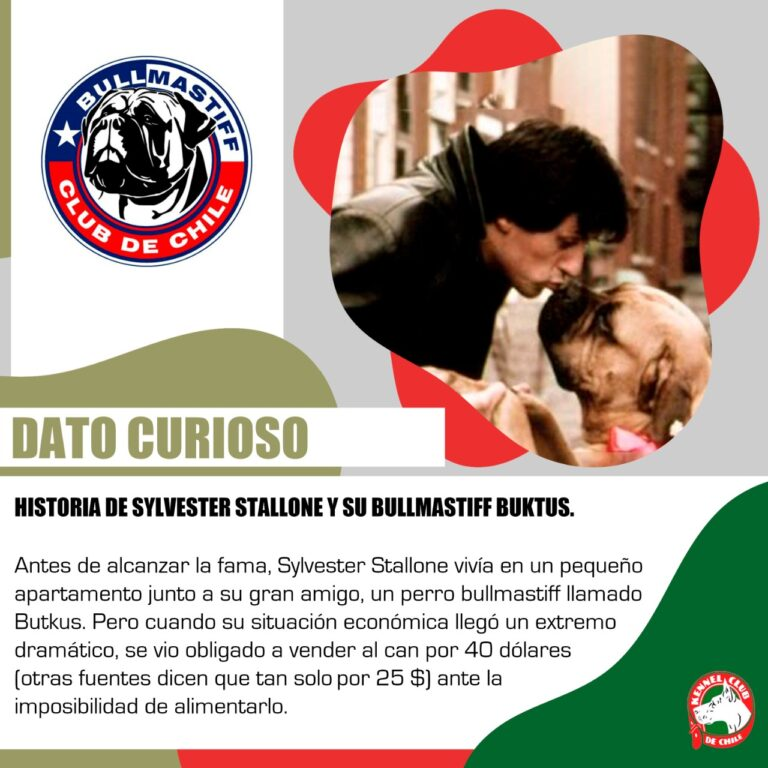 BULLMASTIFF
CLUB DE CHILE
DATO CURIOSO
HISTORIA DE SYLVESTER STALLONE Y SU BULLMASTIFF BUKTUS.
Antes de alcanzar la fama, Sylvester Stallone vivía en un pequeño
apartamento junto a su gran amigo, un perro bullmastiff llamado
Butkus. Pero cuando su situación económica llegó un extremo
dramático, se vio obligado a vender al can por 40 dólares
(otras fuentes dicen que tan solo por 25 $) ante la
imposibilidad de alimentarlo.
KENNEL CLUB
DE CHILE